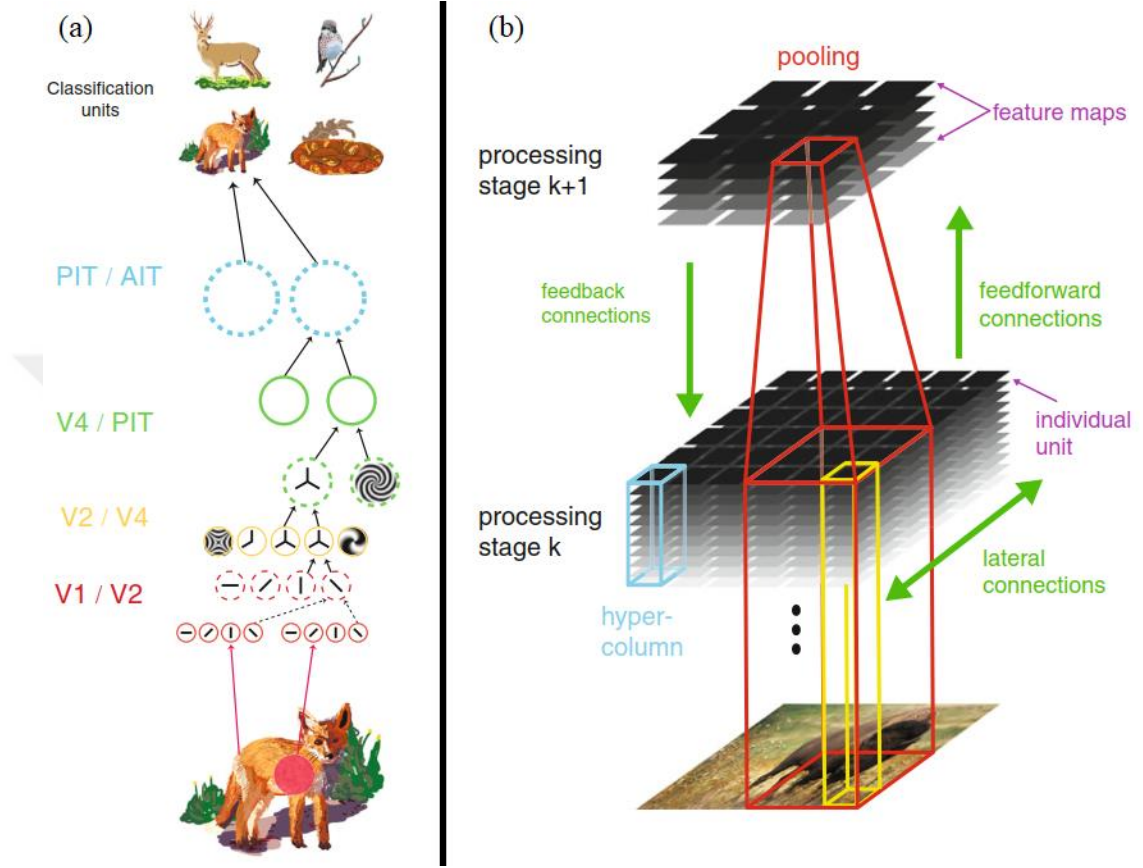 (a)
Classification
units
PIT / AIT
V4 / PIT
V2 / V4
V1 / V2
(b)
pooling
feature maps
processing
stage k+1
feedback
connections
feedforward
connections
individual
unit
processing
stage k
lateral
connections
hyper-
column